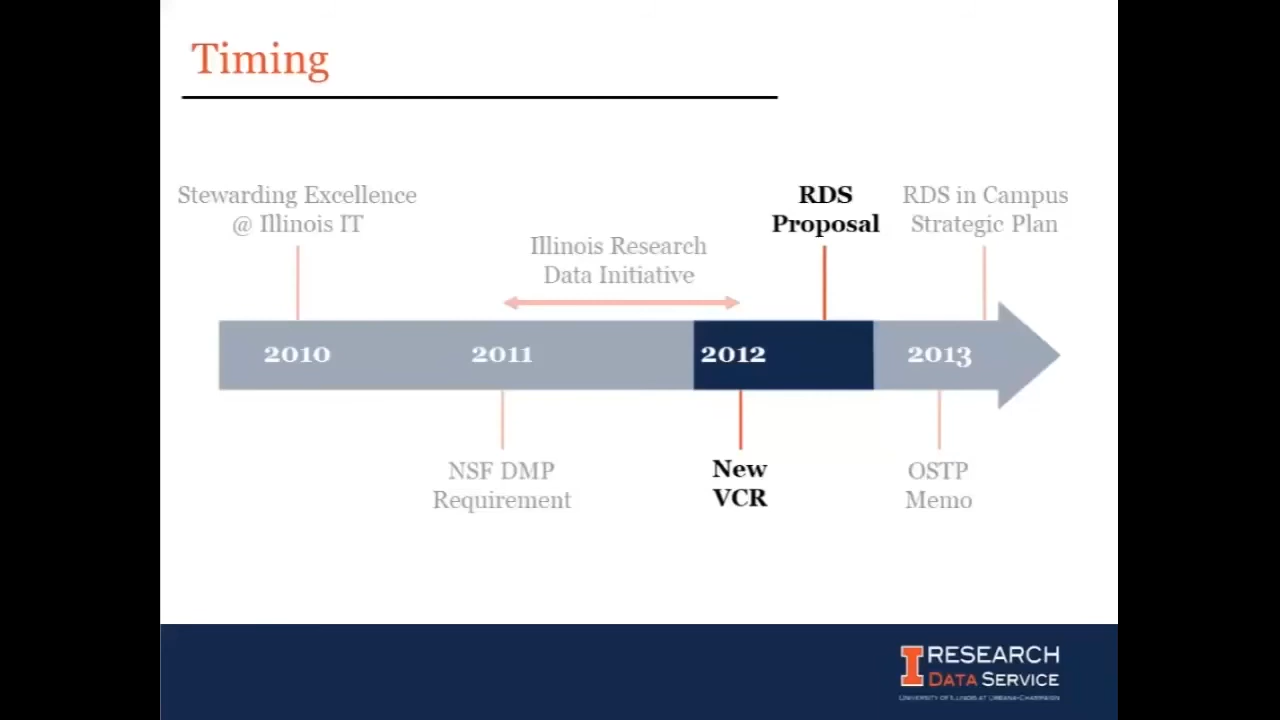 Timing
Stewarding Excellence
@ Illinois IT
Illinois Research
Data Initiative
RDS
Proposal
RDS in Campus
Strategic Plan
2010
2011
2012
2013
NSF DMP
Requirement
New
VCR
OSTP
Memo
I RESEARCH
DATA SERVICE
UNIVERSITY OF ILLINOIS AT URBANA-CHAMPAIGN